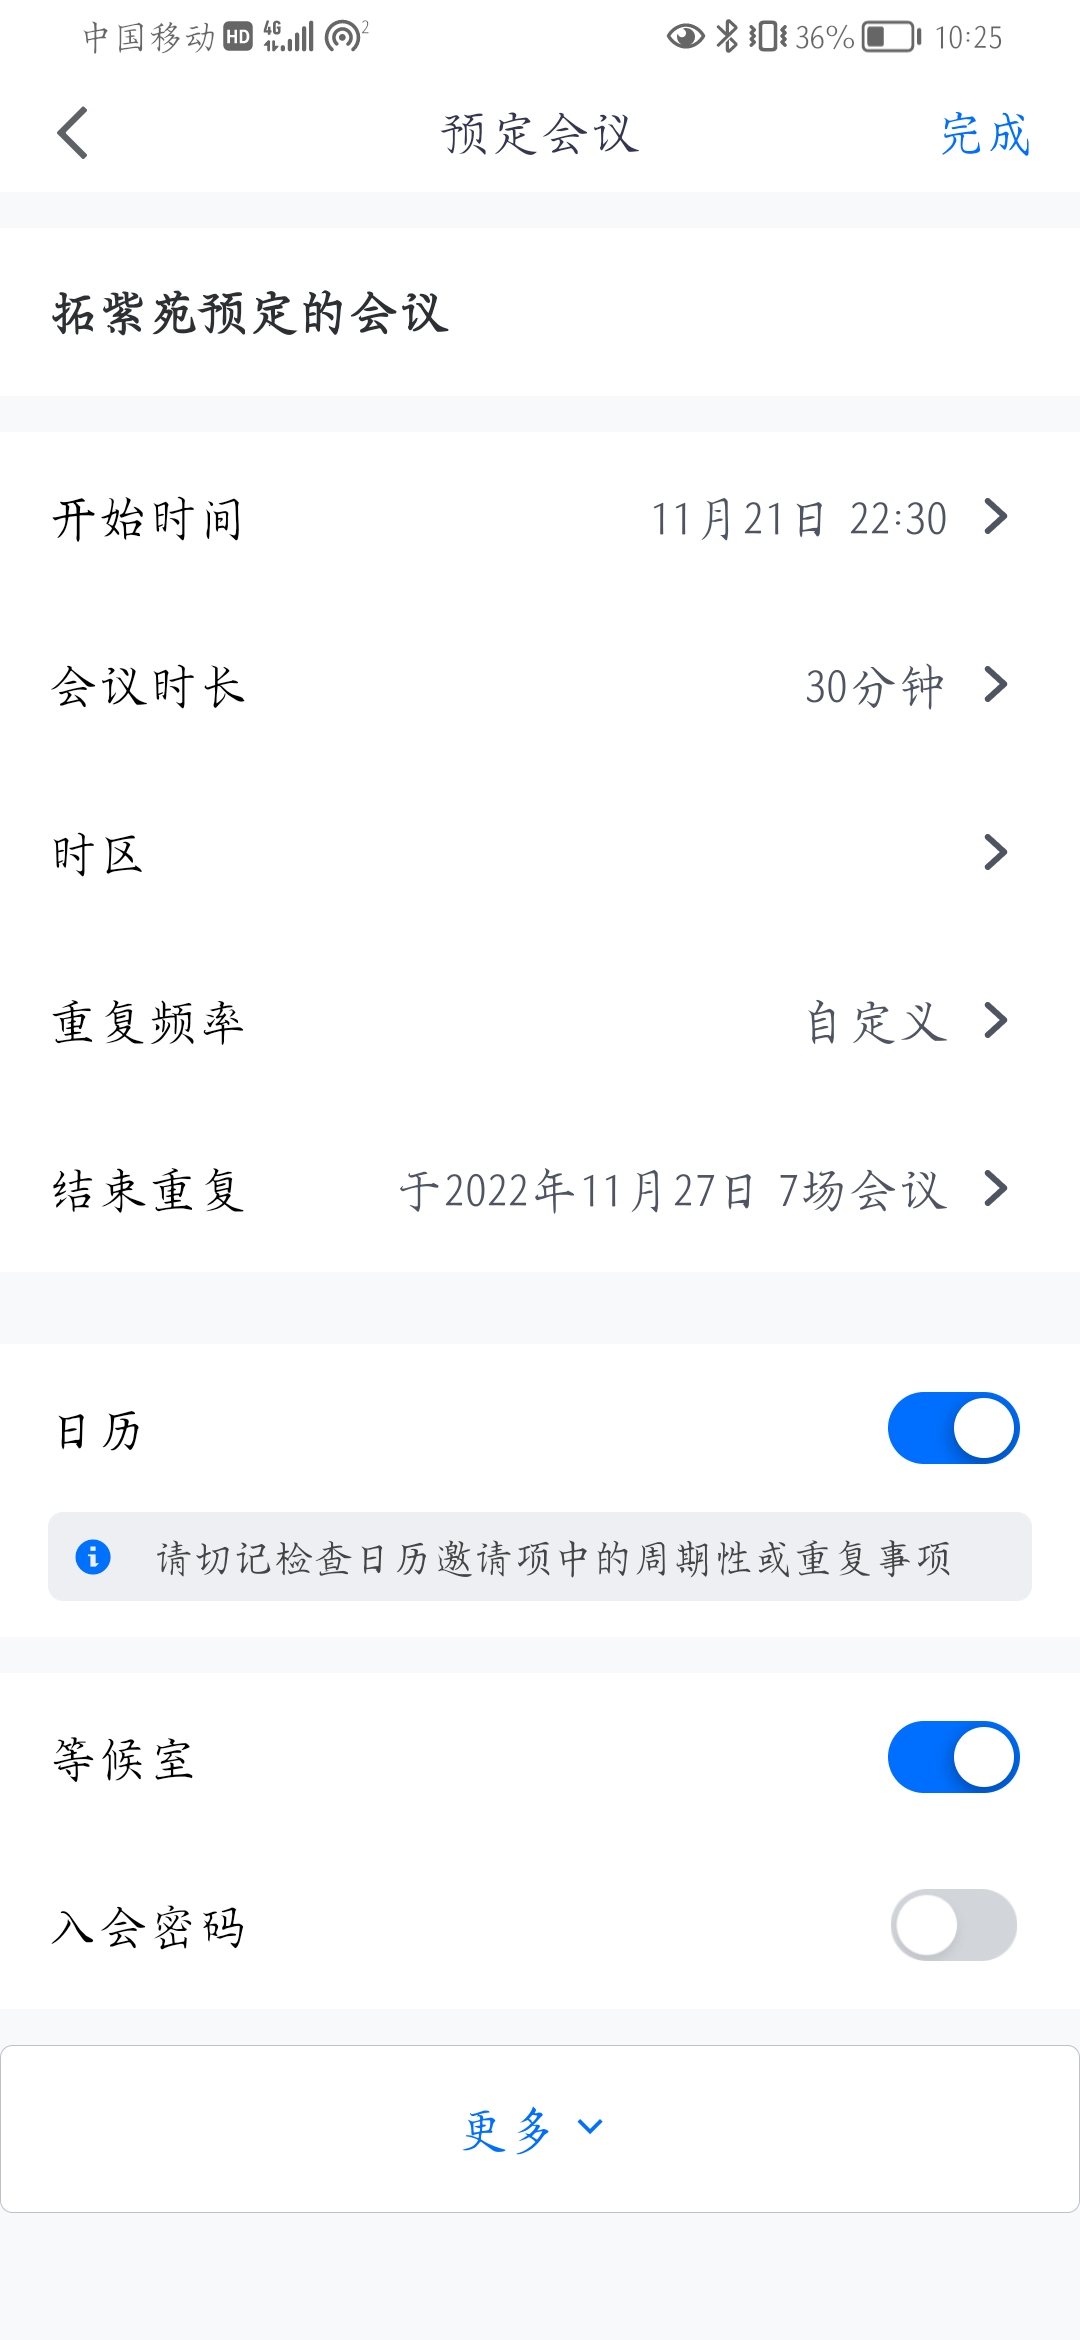 中国移动 HD 4G 2 36% 10:25
预定会议 完成
拓紫苑预定的会议
开始时间 11月21日 22:30
会议时长 30分钟
时区
重复频率 自定义
结束重复 于2022年11月27日 7场会议
日历
请切记检查日历邀请项中的周期性或重复事项
等候室
入会密码
更多